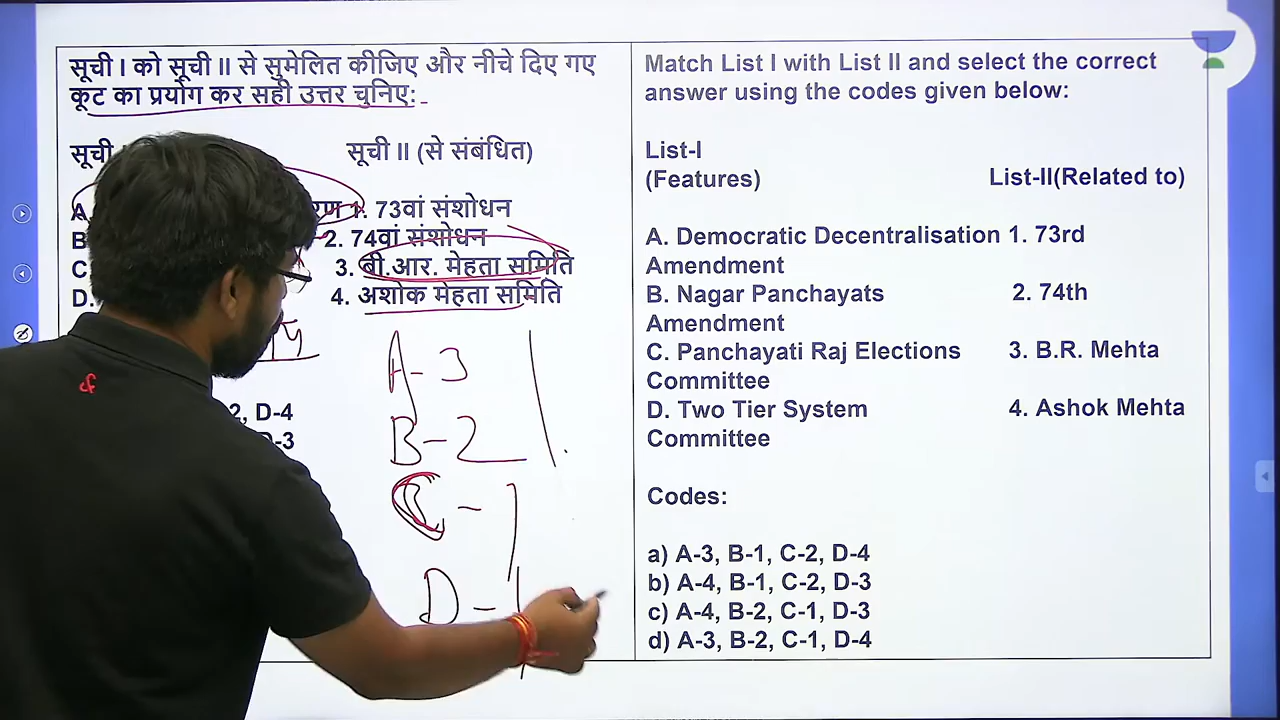 सूची I को सूची II से सुमेलित कीजिए और नीचे दिए गए
कूट का प्रयोग कर सही उत्तर चुनिए:-
सूची
सूची II (से संबंधित)
A
1. 73वां संशोधन
B
2. 74वां संशोधन
C
3. बी.आर. मेहता समिति
D.
4. अशोक मेहता समिति
2, D-4
D-3
A-3
B-2
C-1
D-
Match List I with List II and select the correct
answer using the codes given below:
List-I
(Features)
List-II(Related to)
A. Democratic Decentralisation 1. 73rd
Amendment
B. Nagar Panchayats 2. 74th
Amendment
C. Panchayati Raj Elections 3. B.R. Mehta
Committee
D. Two Tier System 4. Ashok Mehta
Committee
Codes:
a) A-3, B-1, C-2, D-4
b) A-4, B-1, C-2, D-3
c) A-4, B-2, C-1, D-3
d) A-3, B-2, C-1, D-4